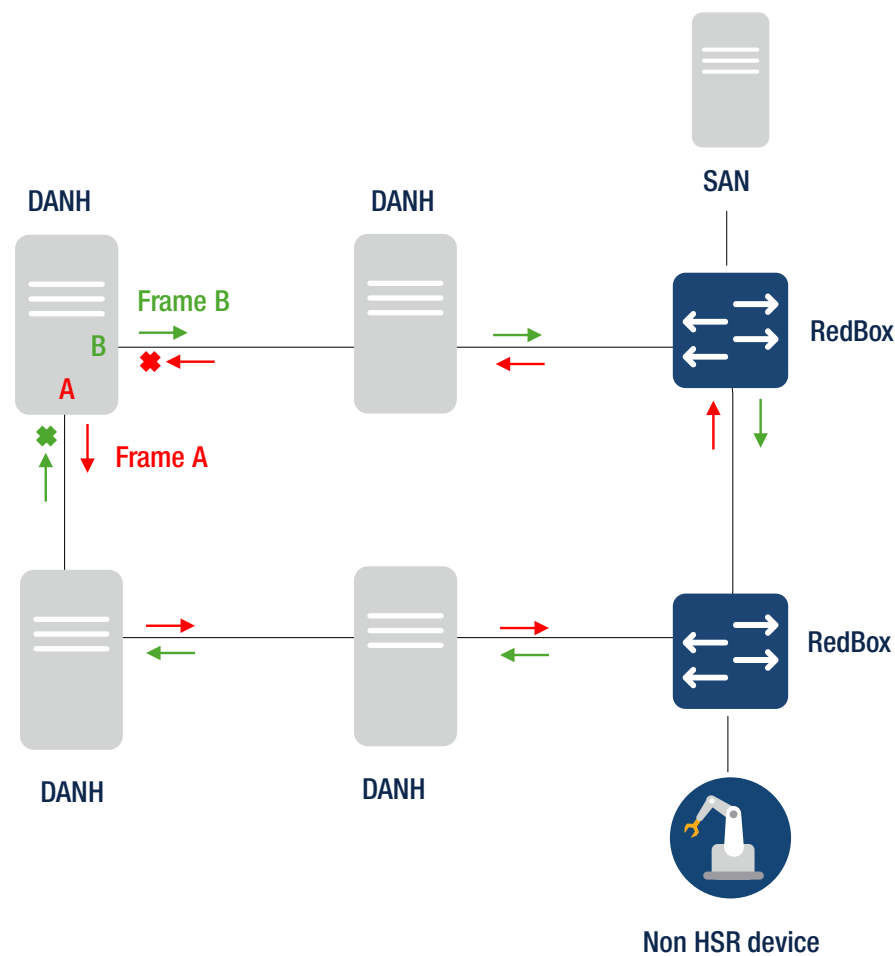 SAN
DANH
DANH
Frame B
B
RedBox
A
Frame A
RedBox
DANH
DANH
Non HSR device